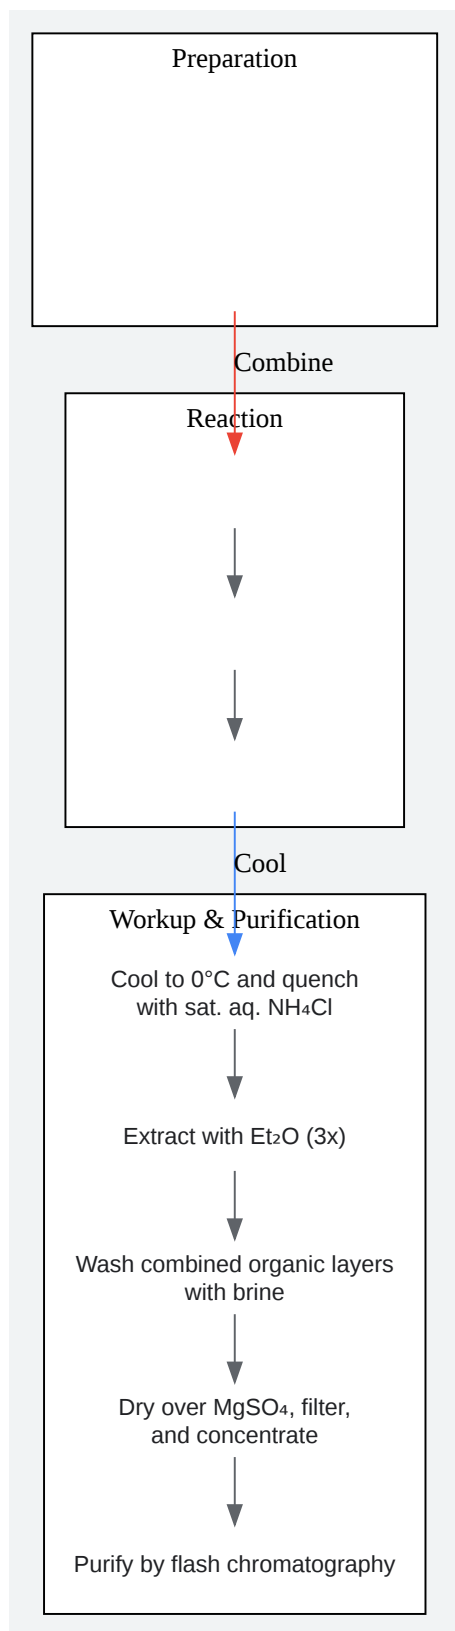 Preparation
Combine
Reaction
Cool
Workup & Purification
Cool to 0°C and quench
with sat. aq. NH₄Cl
Extract with Et₂O (3x)
Wash combined organic layers
with brine
Dry over MgSO₄, filter,
and concentrate
Purify by flash chromatography